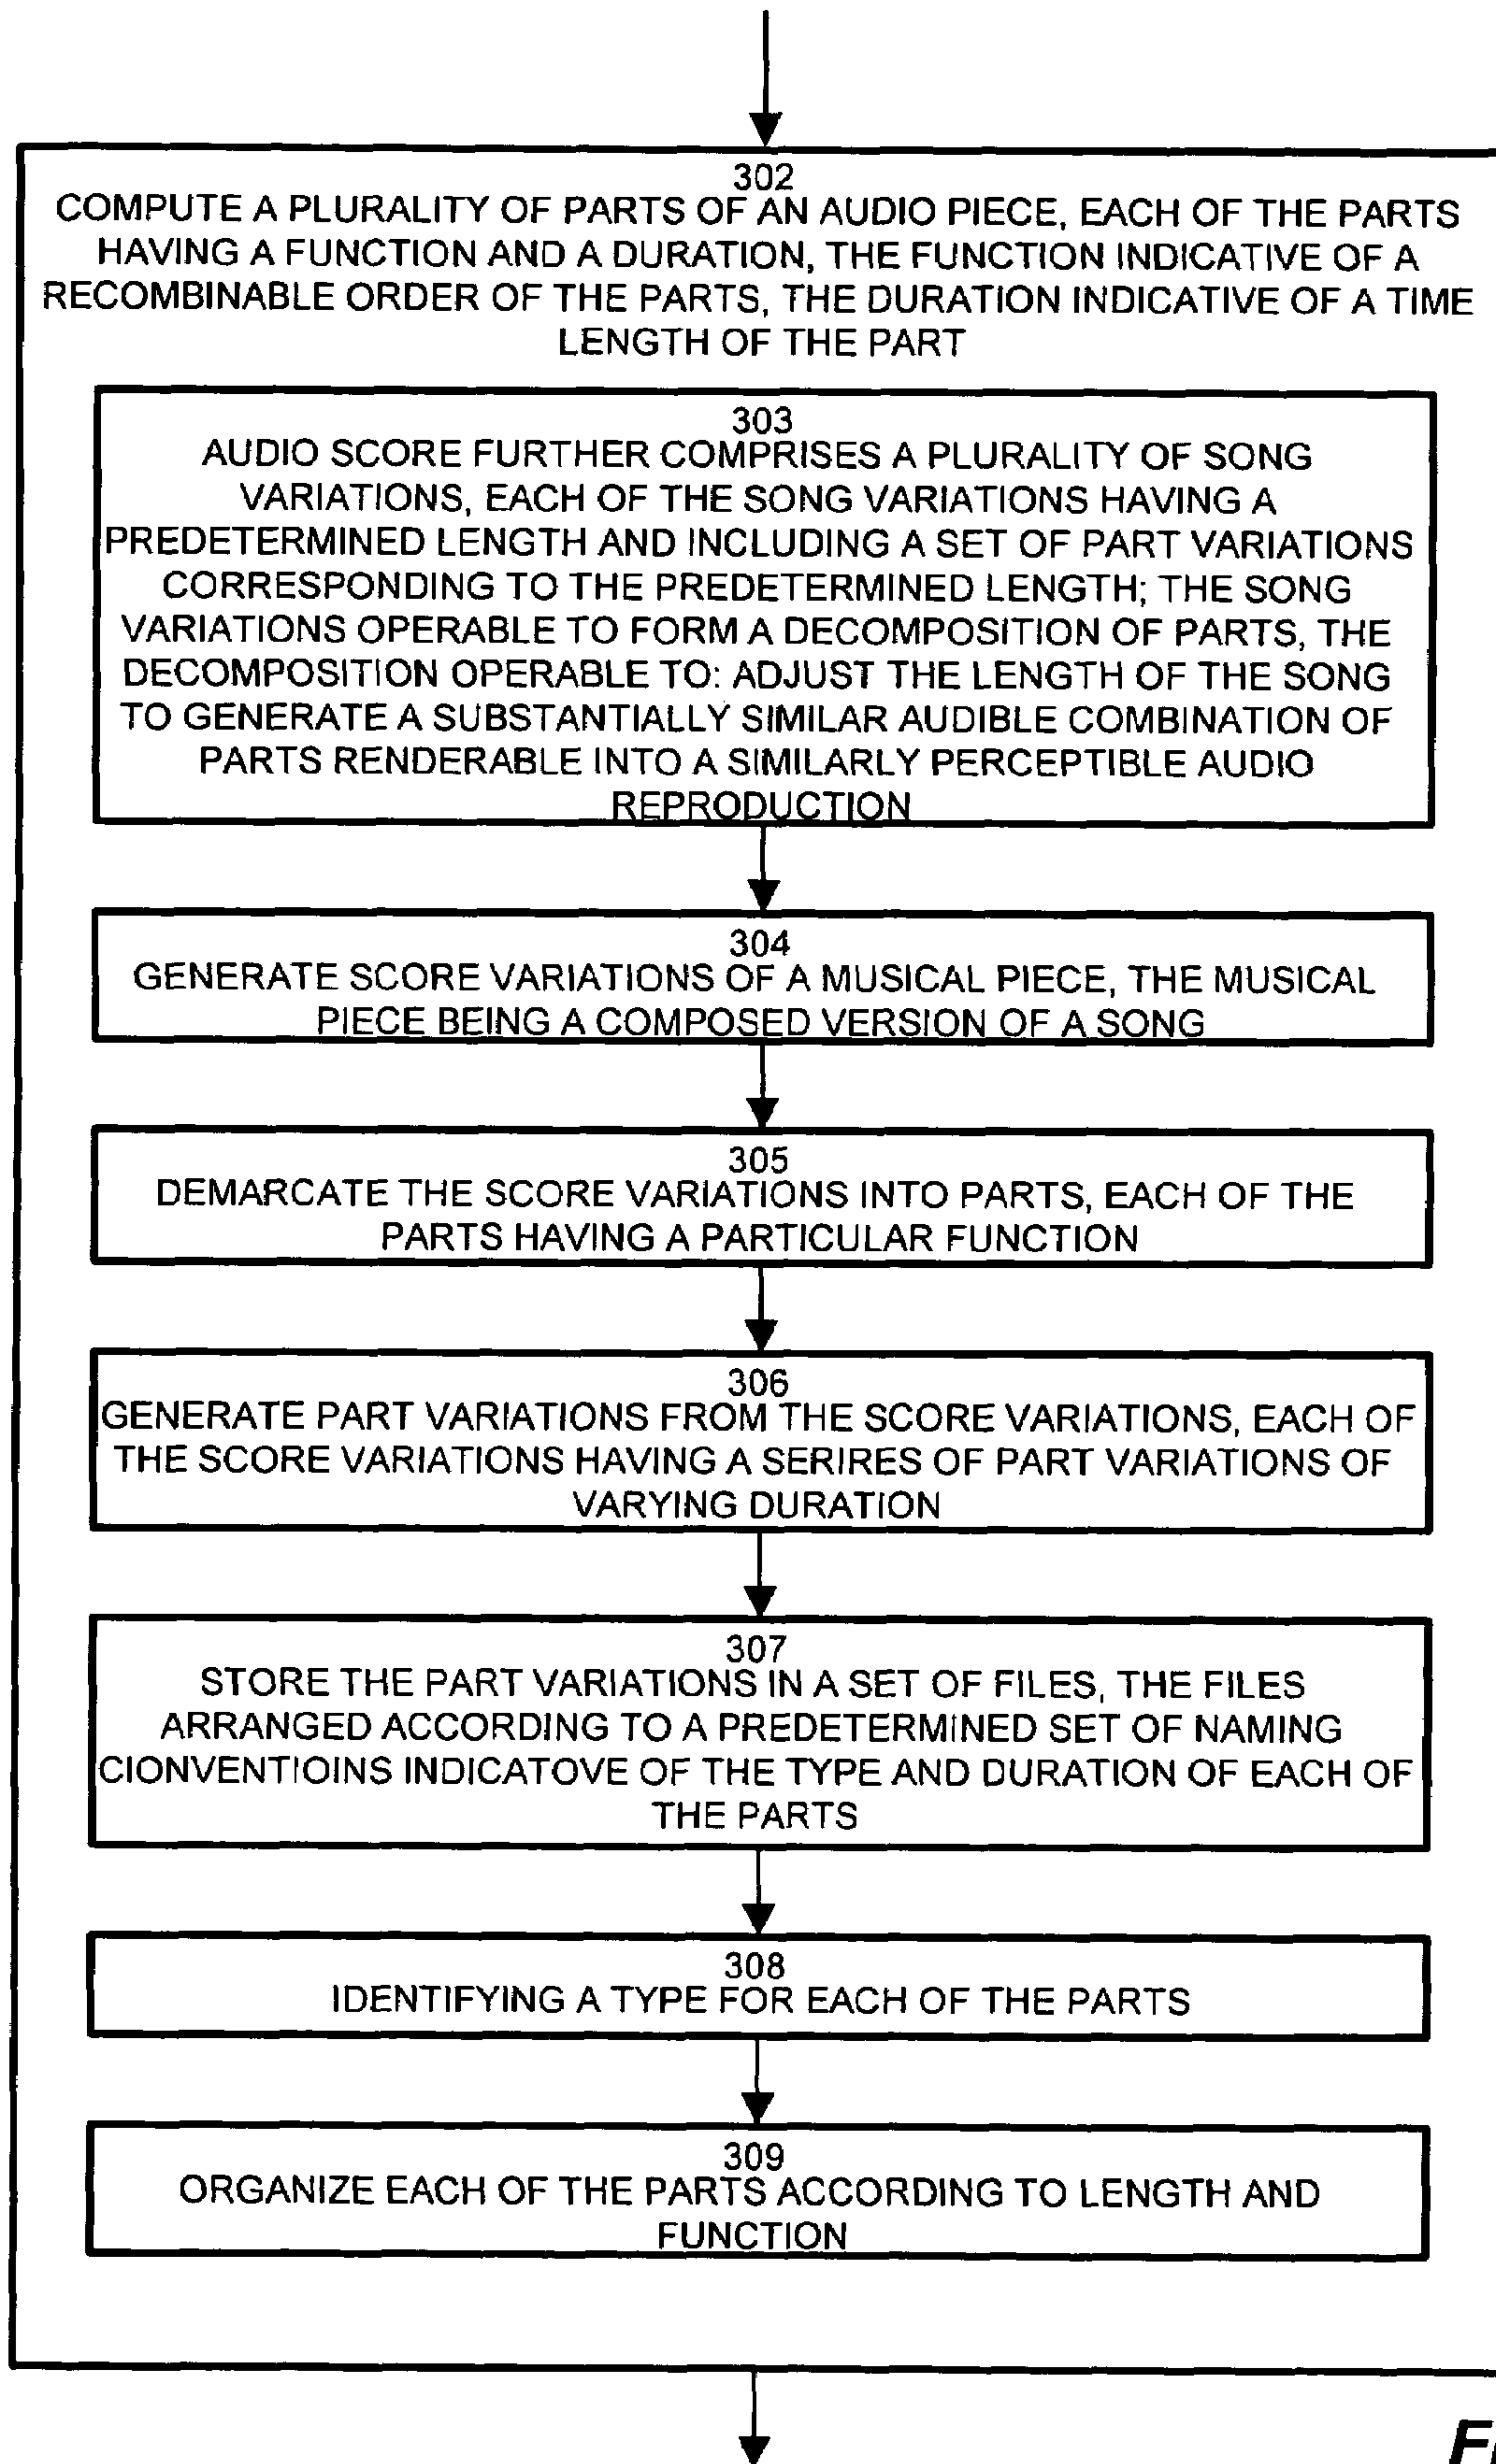 302
COMPUTE A PLURALITY OF PARTS OF AN AUDIO PIECE, EACH OF THE PARTS
HAVING A FUNCTION AND A DURATION, THE FUNCTION INDICATIVE OF A
RECOMBINABLE ORDER OF THE PARTS, THE DURATION INDICATIVE OF A TIME
LENGTH OF THE PART
303
AUDIO SCORE FURTHER COMPRISES A PLURALITY OF SONG
VARIATIONS, EACH OF THE SONG VARIATIONS HAVING A
PREDETERMINED LENGTH AND INCLUDING A SET OF PART VARIATIONS
CORRESPONDING TO THE PREDETERMINED LENGTH; THE SONG
VARIATIONS OPERABLE TO FORM A DECOMPOSITION OF PARTS, THE
DECOMPOSITION OPERABLE TO: ADJUST THE LENGTH OF THE SONG
TO GENERATE A SUBSTANTIALLY SIMILAR AUDIBLE COMBINATION OF
PARTS RENDERABLE INTO A SIMILARLY PERCEPTIBLE AUDIO
REPRODUCTION
304
GENERATE SCORE VARIATIONS OF A MUSICAL PIECE, THE MUSICAL
PIECE BEING A COMPOSED VERSION OF A SONG
305
DEMARCATE THE SCORE VARIATIONS INTO PARTS, EACH OF THE
PARTS HAVING A PARTICULAR FUNCTION
306
GENERATE PART VARIATIONS FROM THE SCORE VARIATIONS, EACH OF
THE SCORE VARIATIONS HAVING A SERIRES OF PART VARIATIONS OF
VARYING DURATION
307
STORE THE PART VARIATIONS IN A SET OF FILES, THE FILES
ARRANGED ACCORDING TO A PREDETERMINED SET OF NAMING
CIONVENTIOINS INDICATOVE OF THE TYPE AND DURATION OF EACH OF
THE PARTS
308
IDENTIFYING A TYPE FOR EACH OF THE PARTS
309
ORGANIZE EACH OF THE PARTS ACCORDING TO LENGTH AND
FUNCTION